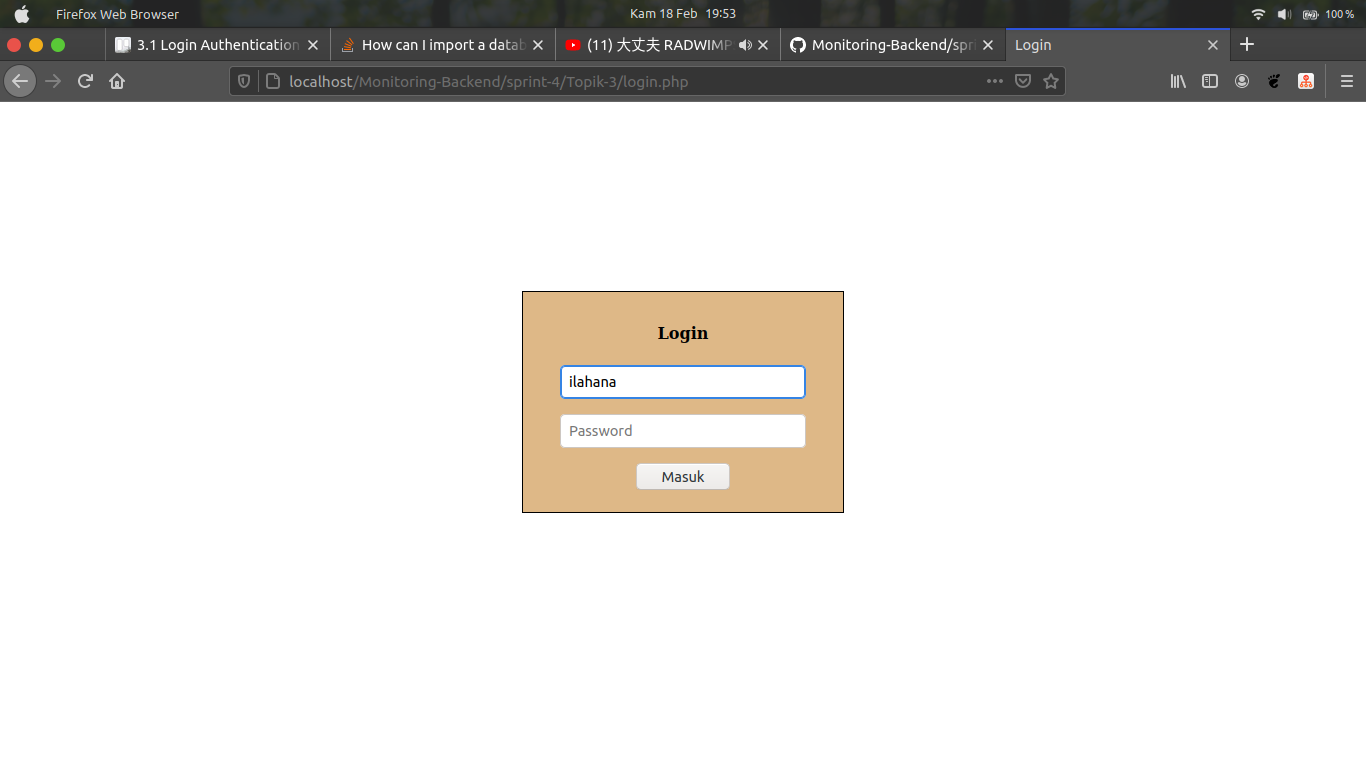 Firefox Web Browser
Kam 18 Feb 19:53
100 %
3.1 Login Authentication
How can I import a datab
(11) 大丈夫 RADWIMP
Monitoring-Backend/spri
Login
localhost/Monitoring-Backend/sprint-4/Topik-3/login.php
Login
ilahana
Password
Masuk